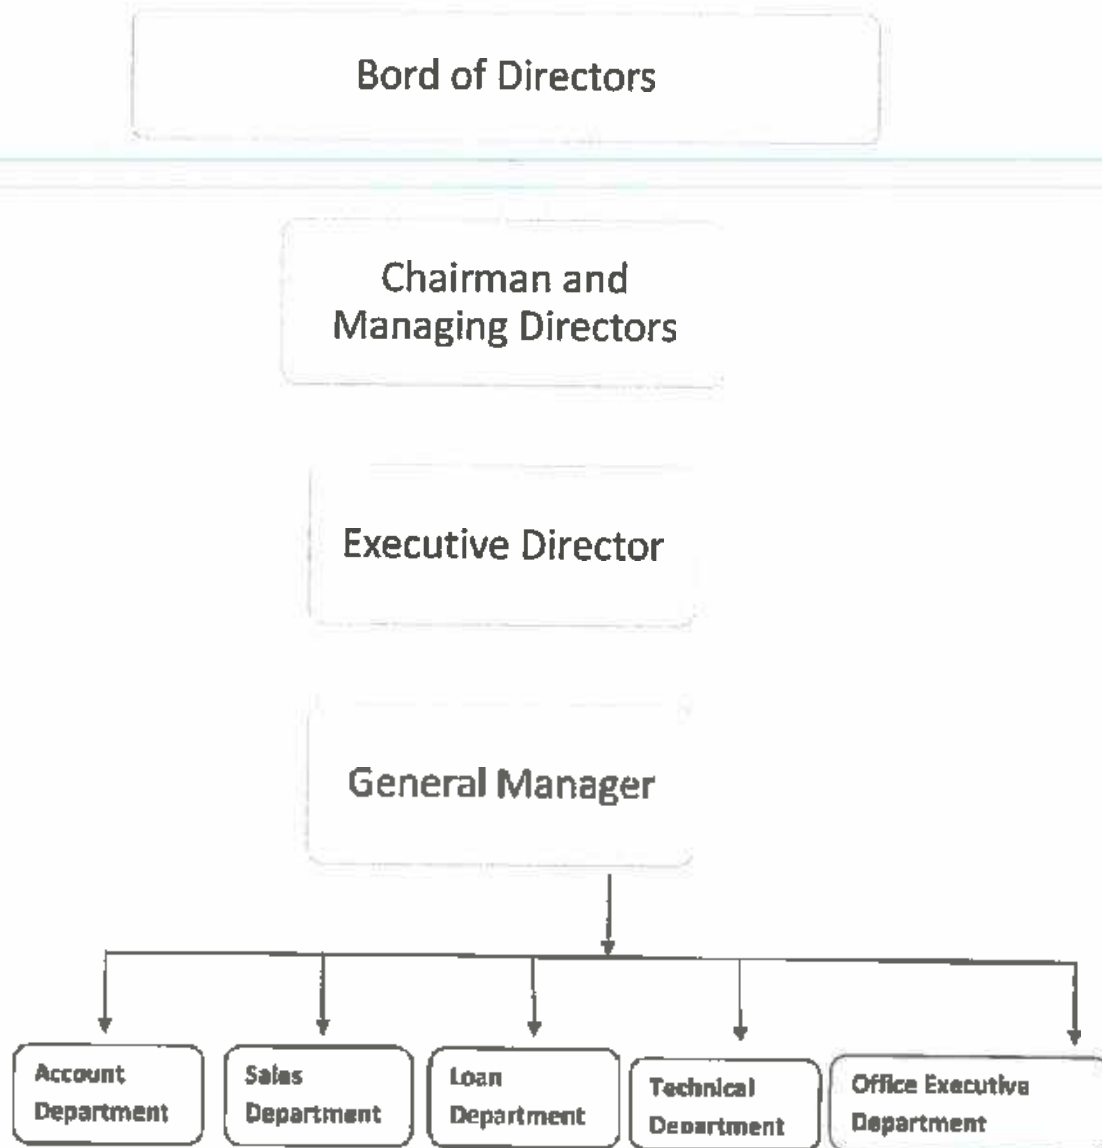 Bord of Directors
Chairman and
Managing Directors
Executive Director
General Manager
Account
Department
Sales
Department
Loan
Department
Technical
Department
Office Executive
Department